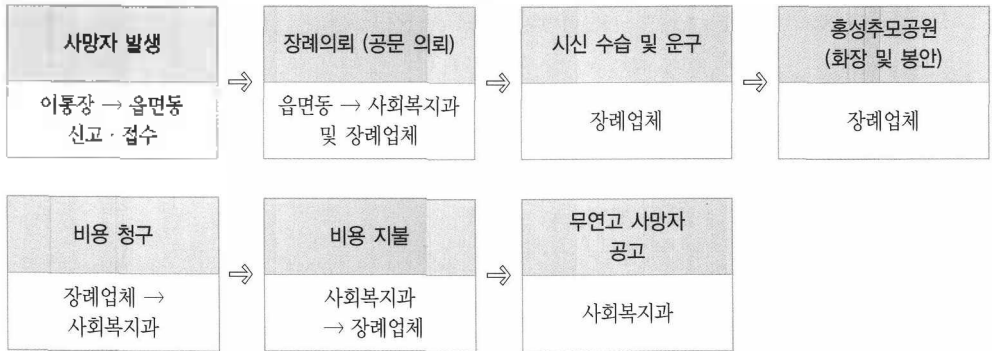 사망자 발생
이통장 → 읍면동
신고 · 접수
⇨
장례의뢰 (공문 의뢰)
읍면동 → 사회복지과
및 장례업체
⇨
시신 수습 및 운구
장례업체
⇨
홍성추모공원
(화장 및 봉안)
장례업체
비용 청구
장례업체 →
사회복지과
⇨
비용 지불
사회복지과
→ 장례업체
⇨
무연고 사망자
공고
사회복지과